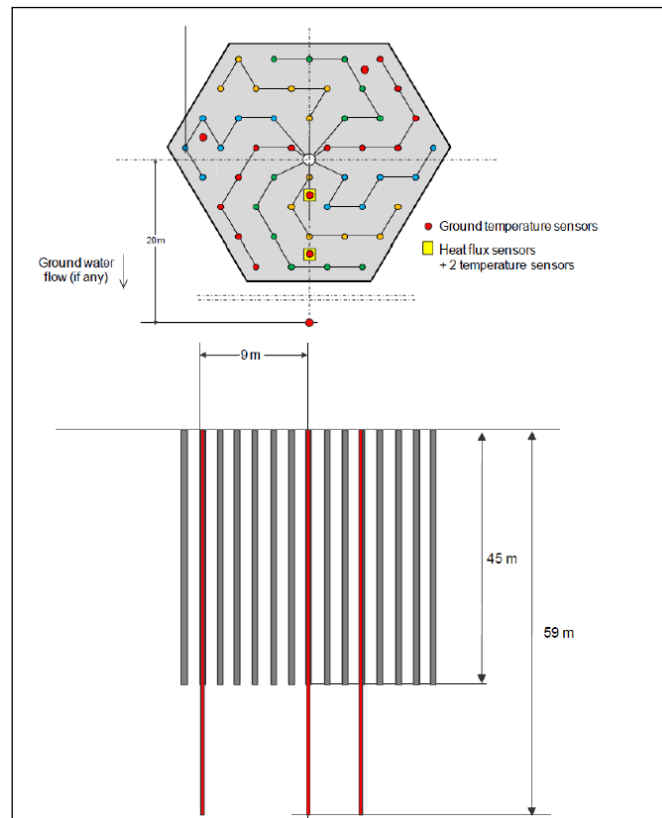 Ground temperature sensors
20m
Heat flux sensors
+ 2 temperature sensors
Ground water
flow (if any)
9 m
45 m
59 m